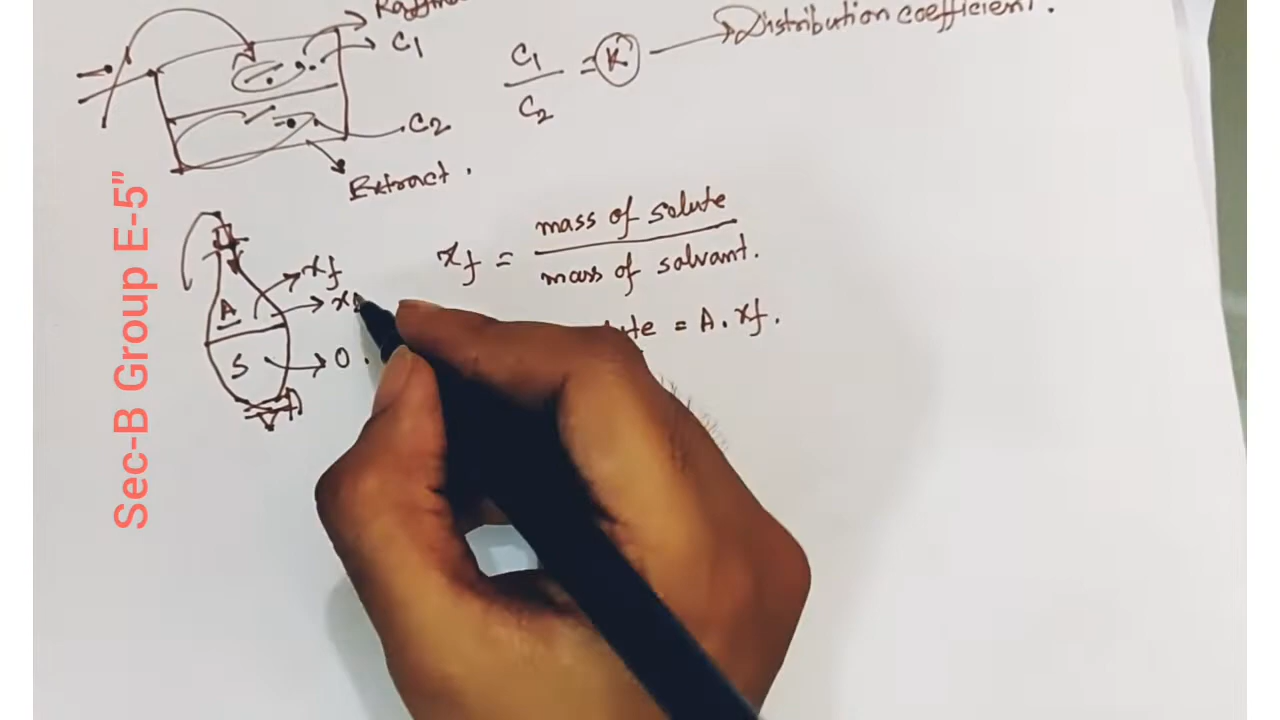 C1
C1
C2
= K
Distribution coefficient.
C2
Extract.
Sec-B Group E-5"
xf
A
S
0.
xf = mass of solute
mass of solvant.
= A. xf.